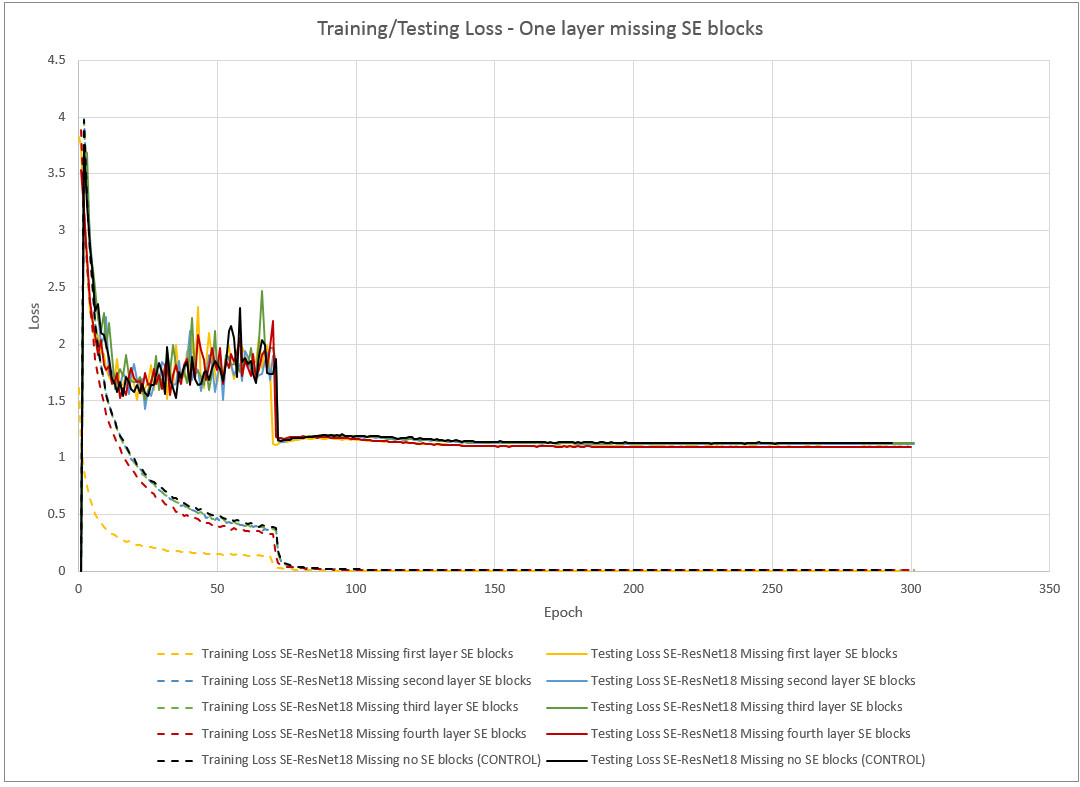 Training/Testing Loss - One layer missing SE blocks
4.5
4
3.5
3
2.5
2
1.5
1
0.5
0
Loss
0 50 100 150 200 250 300 350
Epoch
Training Loss SE-ResNet18 Missing first layer SE blocks Testing Loss SE-ResNet18 Missing first layer SE blocks
Training Loss SE-ResNet18 Missing second layer SE blocks Testing Loss SE-ResNet18 Missing second layer SE blocks
Training Loss SE-ResNet18 Missing third layer SE blocks Testing Loss SE-ResNet18 Missing third layer SE blocks
Training Loss SE-ResNet18 Missing fourth layer SE blocks Testing Loss SE-ResNet18 Missing fourth layer SE blocks
Training Loss SE-ResNet18 Missing no SE blocks (CONTROL) Testing Loss SE-ResNet18 Missing no SE blocks (CONTROL)